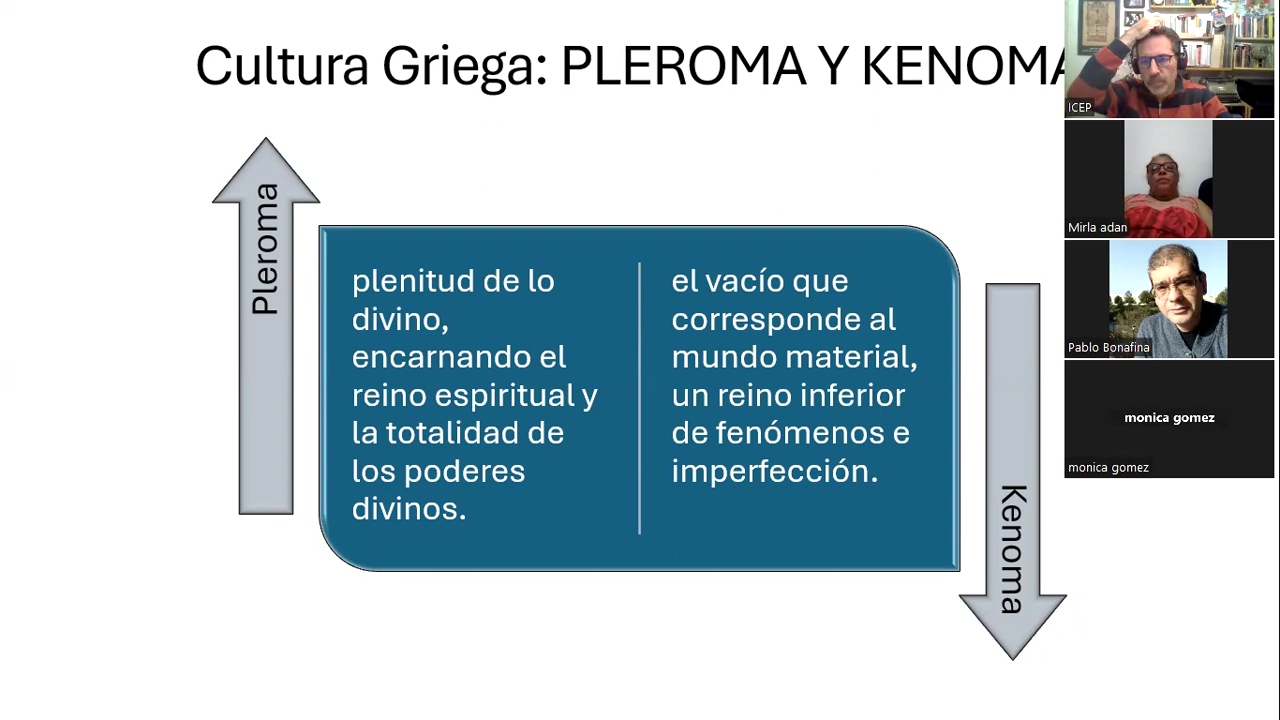 Cultura Griega: PLEROMA Y KENOMA
Pleroma
plenitud de lo
divino,
encarnando el
reino espiritual y
la totalidad de
los poderes
divinos.
el vacío que
corresponde al
mundo material,
un reino inferior
de fenómenos e
imperfección.
Kenoma
ICEP
Mirla adan
Pablo Bonafina
monica gomez
monica gomez